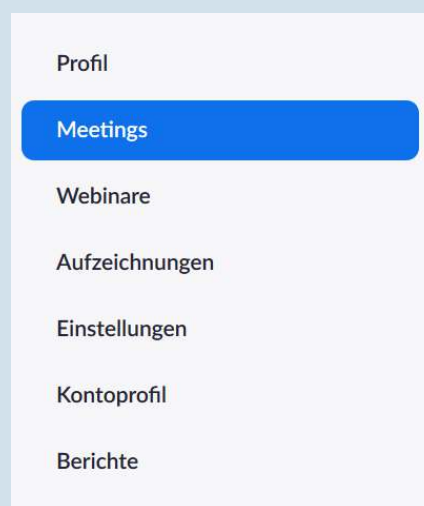 Profil
Meetings
Webinare
Aufzeichnungen
Einstellungen
Kontoprofil
Berichte